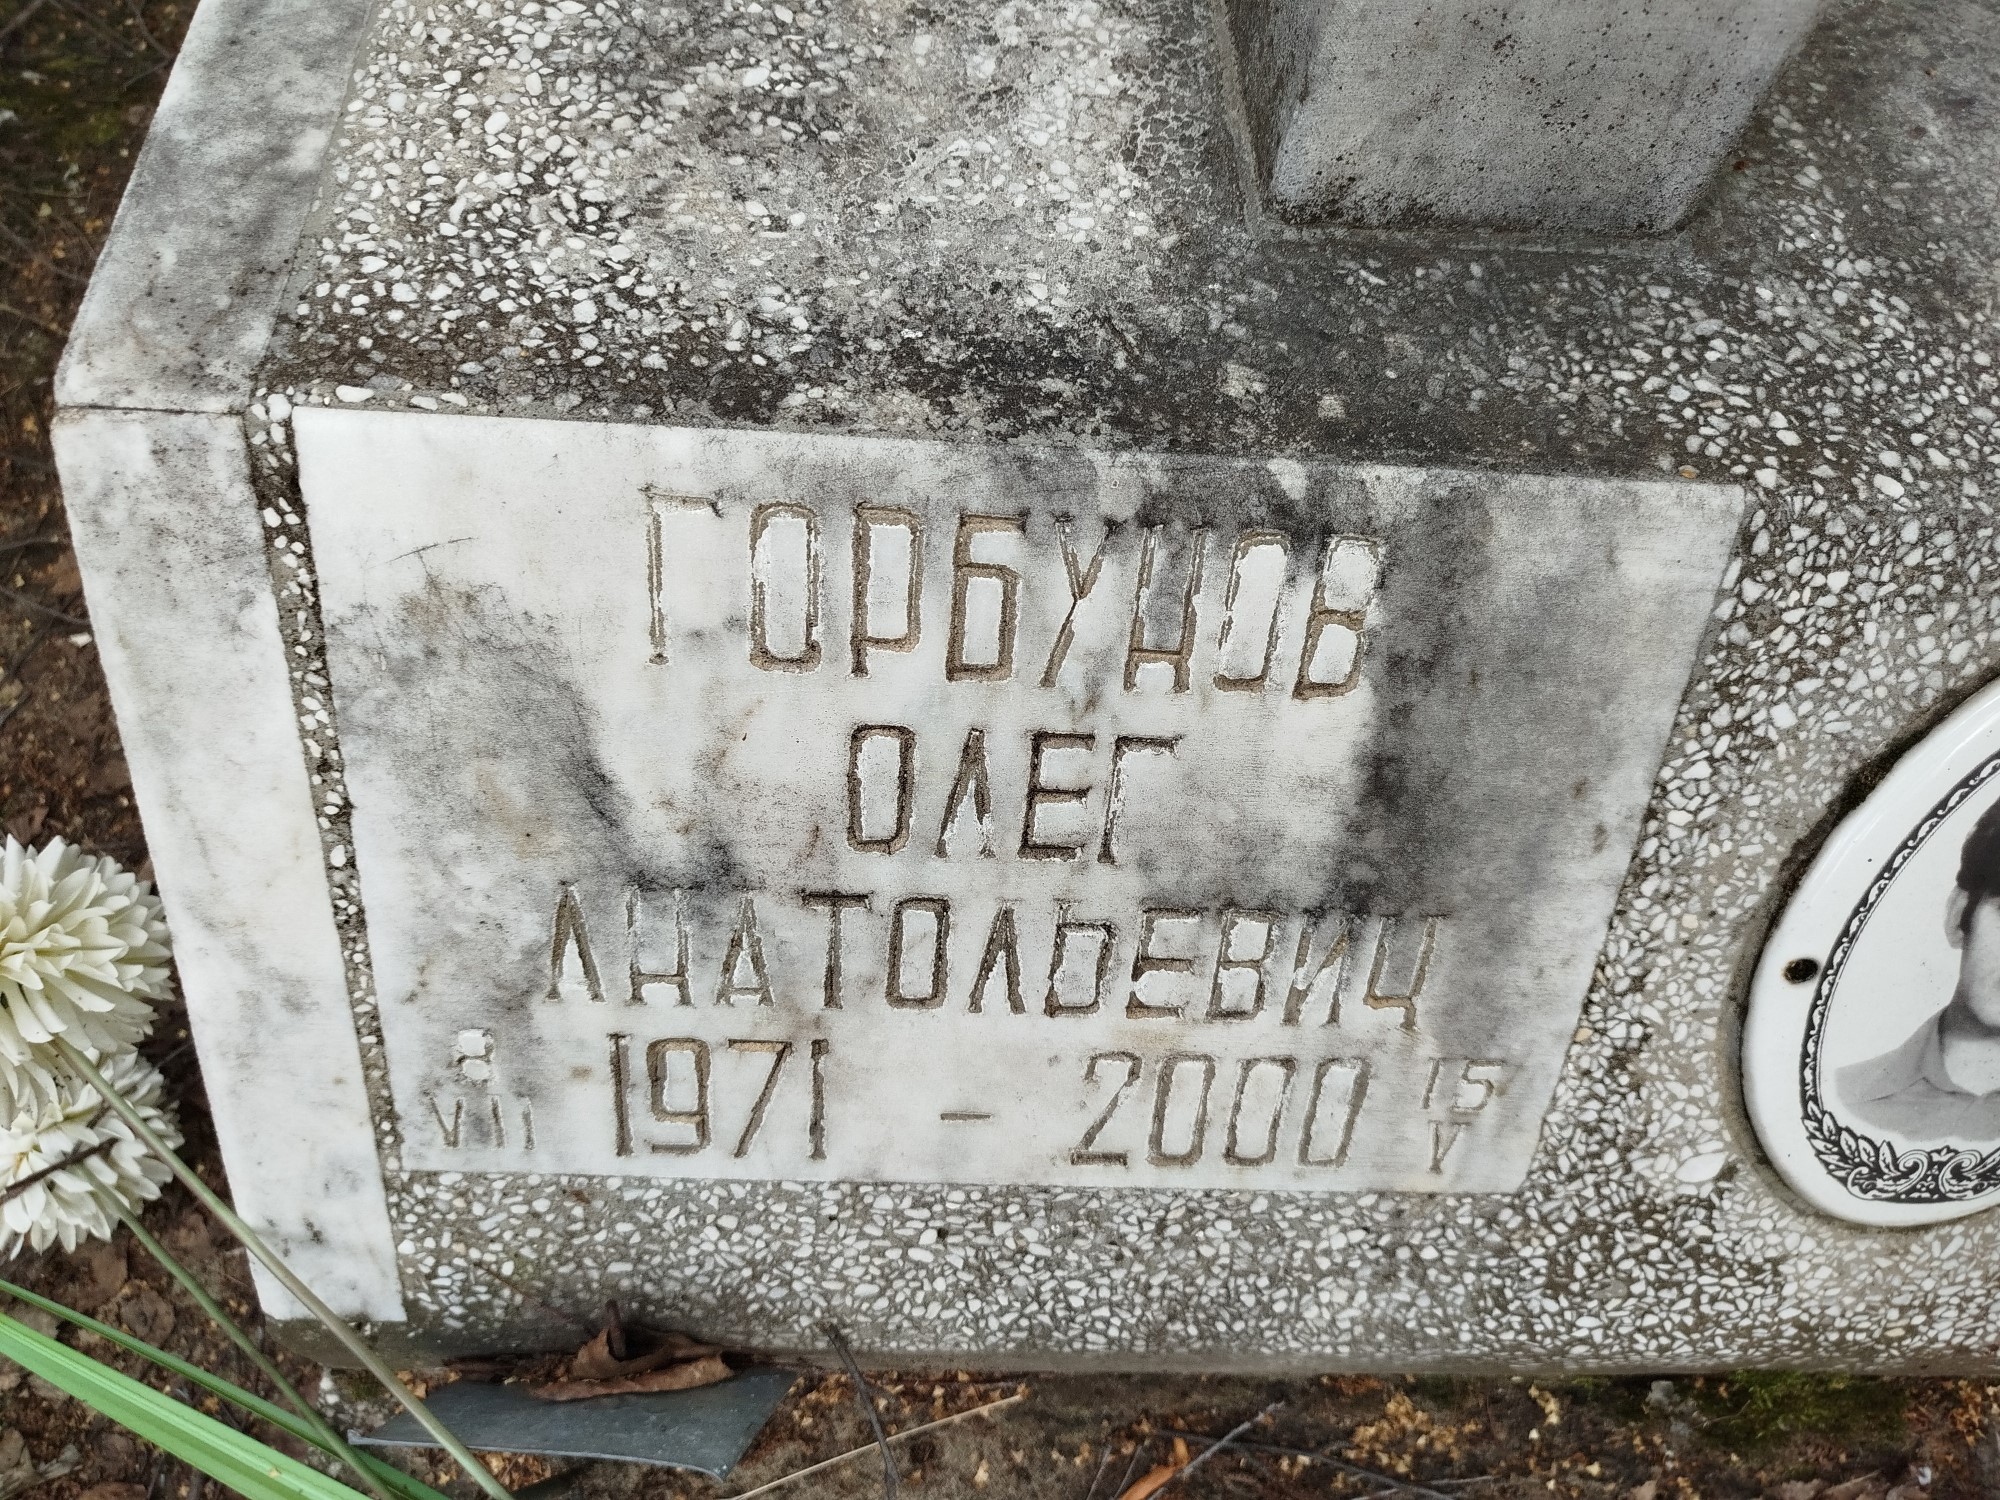 ГОРБУНОВ
ОЛЕГ
АНАТОЛЬЕВИЧ
8 VII 1971 - 2000 15 V